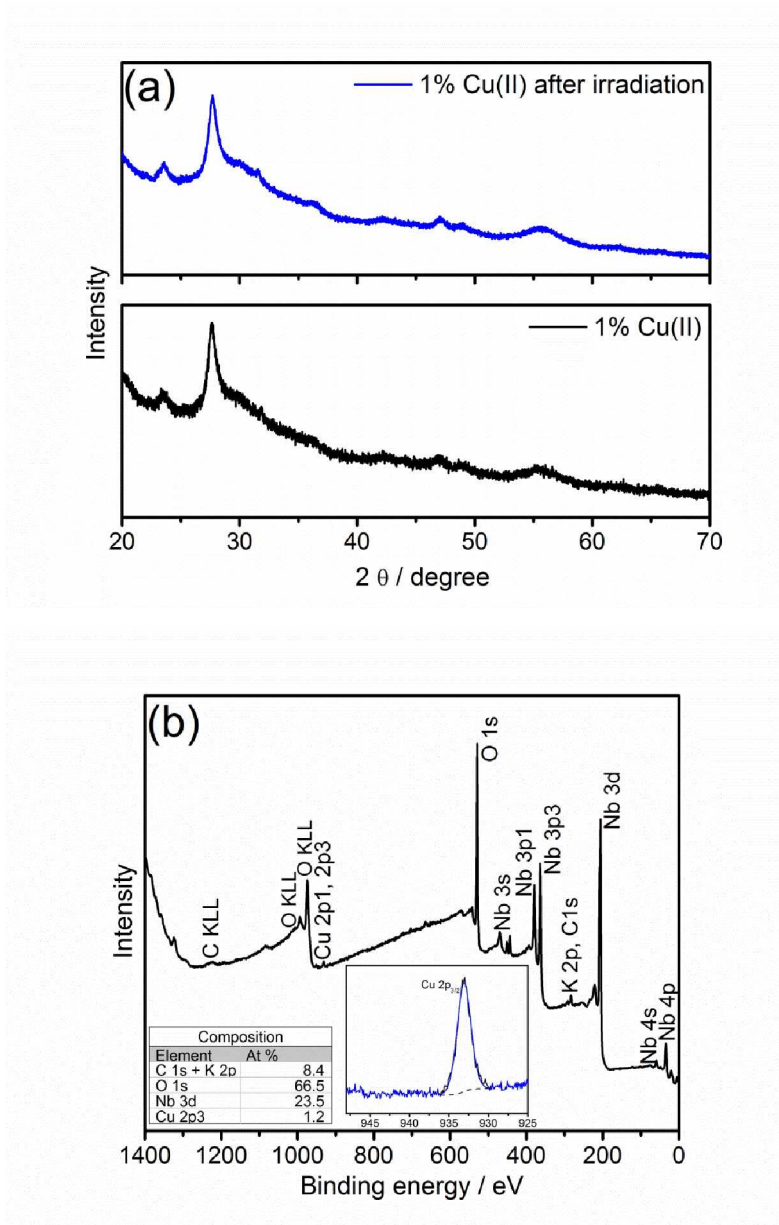 (a)
1% Cu(II) after irradiation
1% Cu(II)
Intensity
20 30 40 50 60 70
2 θ / degree
(b)
C KLL
O KLL
O KLL
Cu 2p1, 2p3
O 1s
Nb 3s
Nb 3p1
Nb 3p3
K 2p, C1s
Nb 3d
Nb 4s
Nb 4p
Intensity
Cu 2p3/2
945 940 935 930 925
Composition
Element At %
C 1s + K 2p 8.4
O 1s 66.5
Nb 3d 23.5
Cu 2p3 1.2
1400 1200 1000 800 600 400 200 0
Binding energy / eV